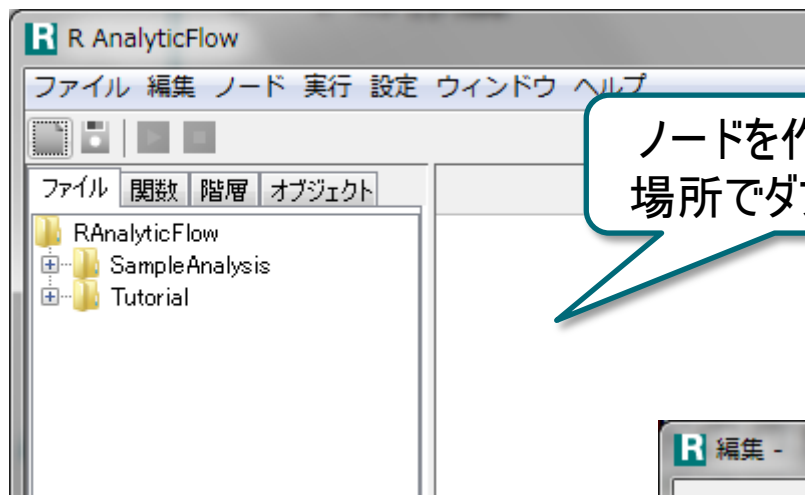 R R AnalyticFlow
ファイル 編集 ノード 実行 設定 ウィンドウ ヘルプ
ノードを作
場所でダ
ファイル 関数 階層 オブジェクト
RAnalyticFlow
SampleAnalysis
Tutorial
R 編集 -